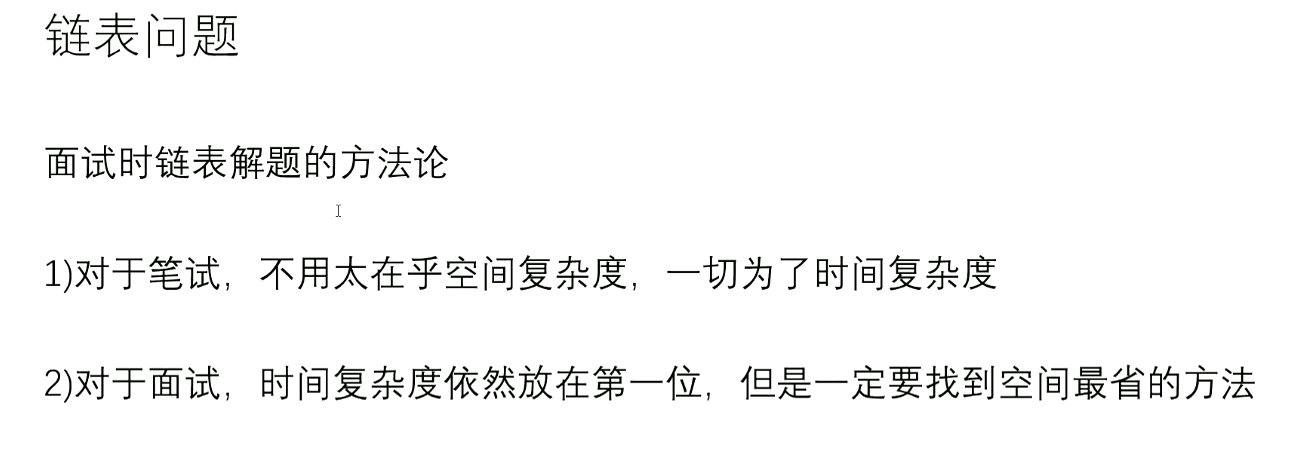 链表问题
面试时链表解题的方法论
1)对于笔试，不用太在乎空间复杂度，一切为了时间复杂度
2)对于面试，时间复杂度依然放在第一位，但是一定要找到空间最省的方法